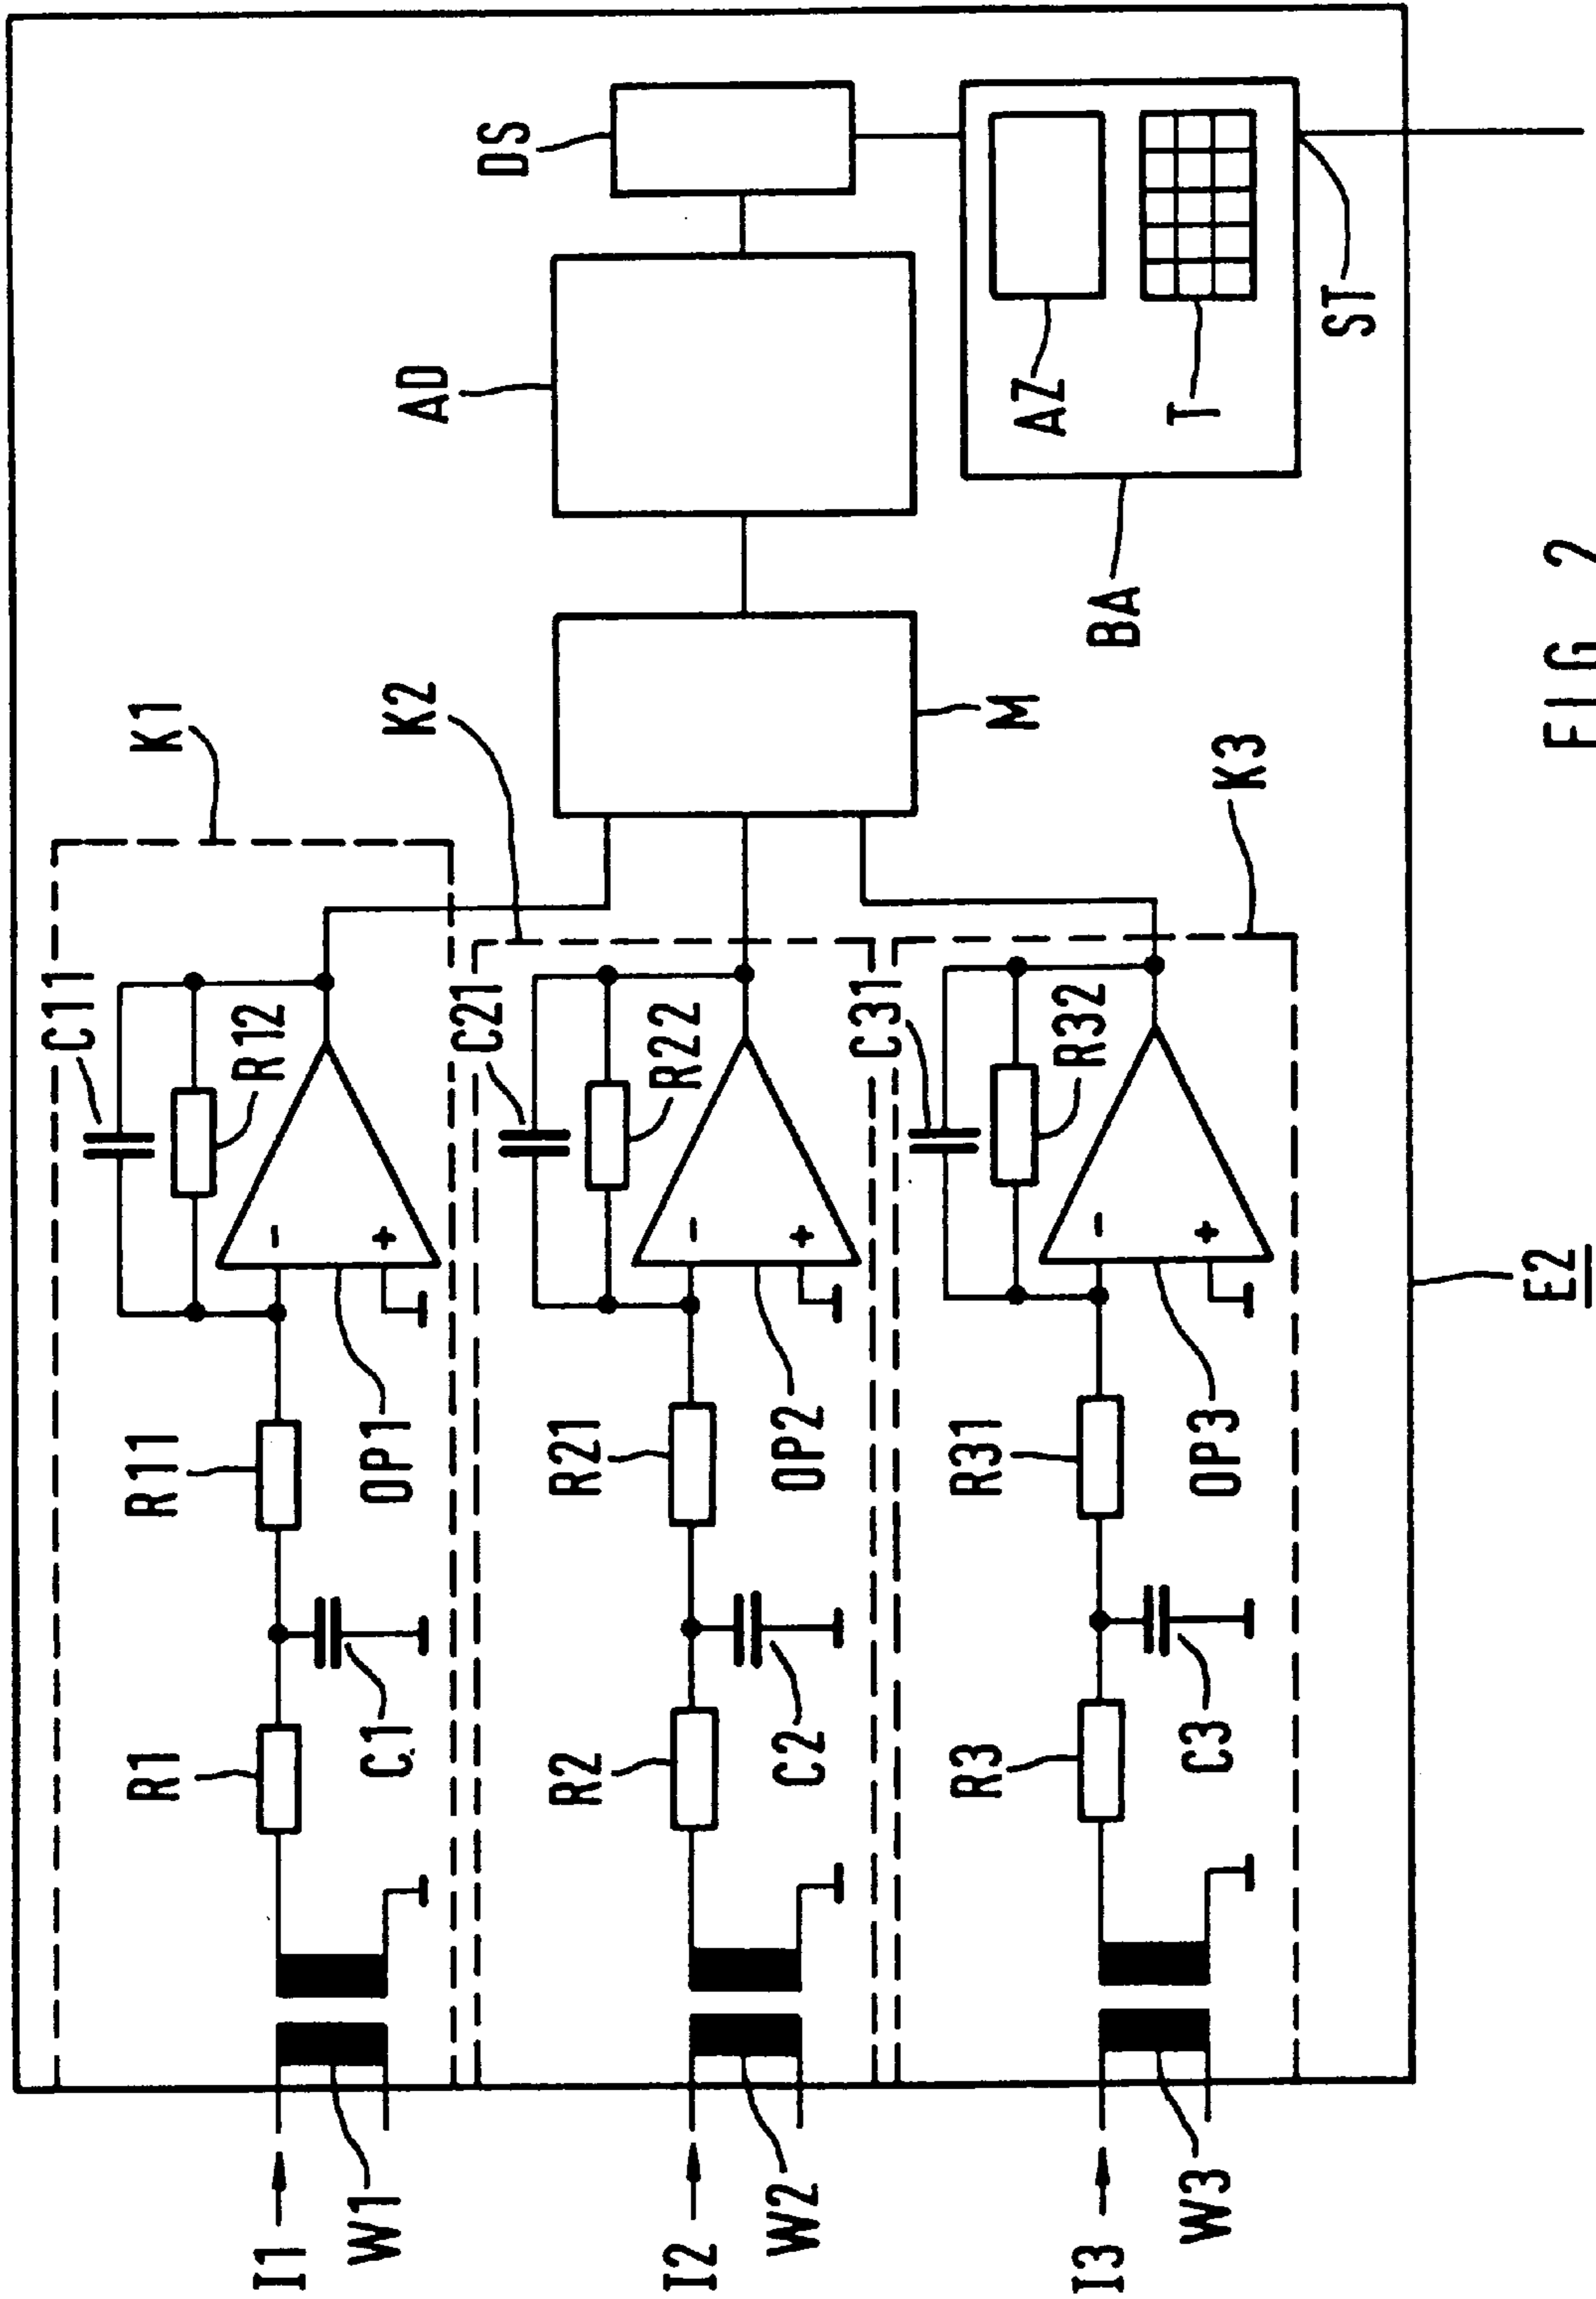 K1
C11
R12
R11
R1
C1
OP1
I1
W1
- +
K2
C21
R22
R21
R2
C2
OP2
I2
W2
- +
K3
C31
R32
R31
R3
C3
OP3
I3
W3
- +
M
AD
DS
AZ
T
BA
ST
E2
FIG 2